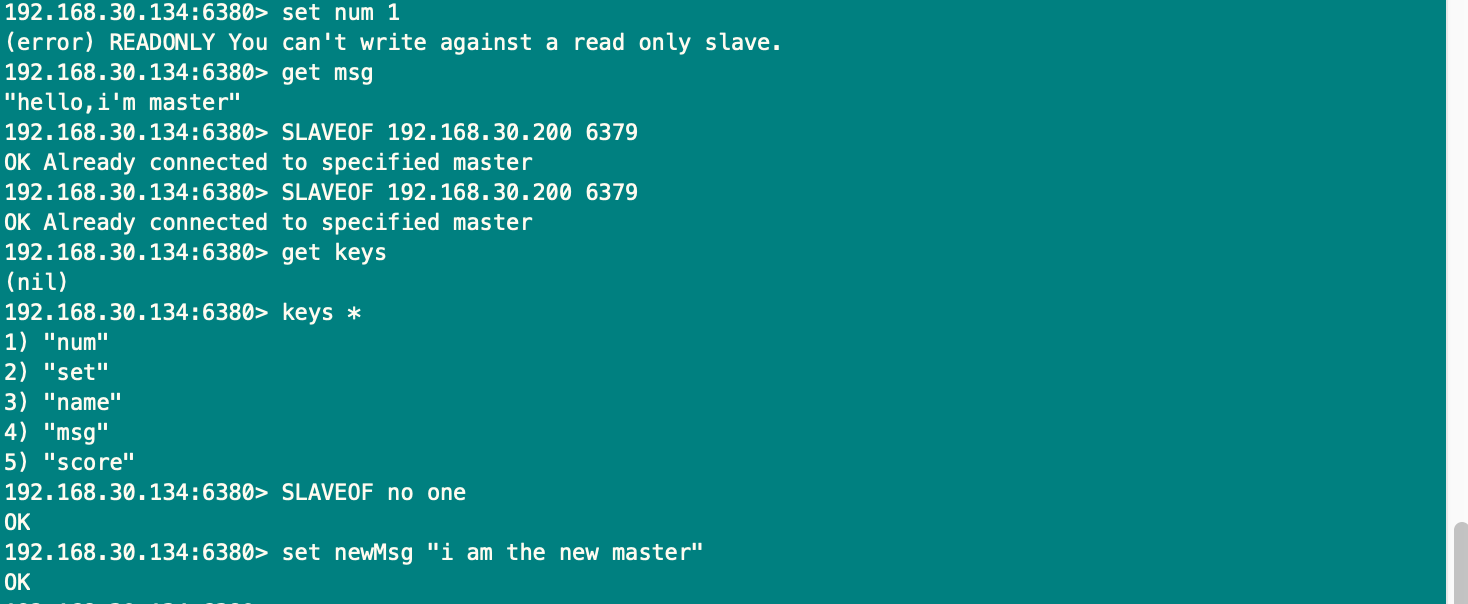 192.168.30.134:6380> set num 1
(error) READONLY You can't write against a read only slave.
192.168.30.134:6380> get msg
"hello,i'm master"
192.168.30.134:6380> SLAVEOF 192.168.30.200 6379
OK Already connected to specified master
192.168.30.134:6380> SLAVEOF 192.168.30.200 6379
OK Already connected to specified master
192.168.30.134:6380> get keys
(nil)
192.168.30.134:6380> keys *
1) "num"
2) "set"
3) "name"
4) "msg"
5) "score"
192.168.30.134:6380> SLAVEOF no one
OK
192.168.30.134:6380> set newMsg "i am the new master"
OK